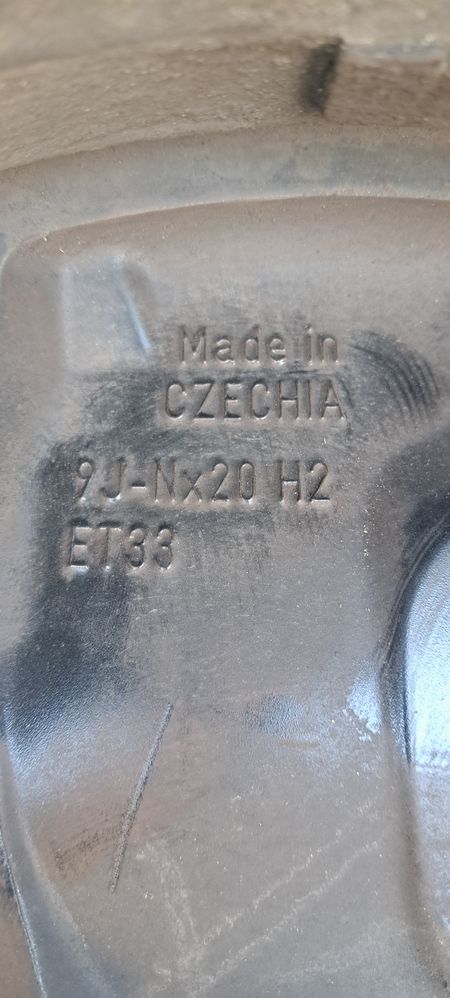 Made in
CZECHIA
9J-Nx20 H2
ET33